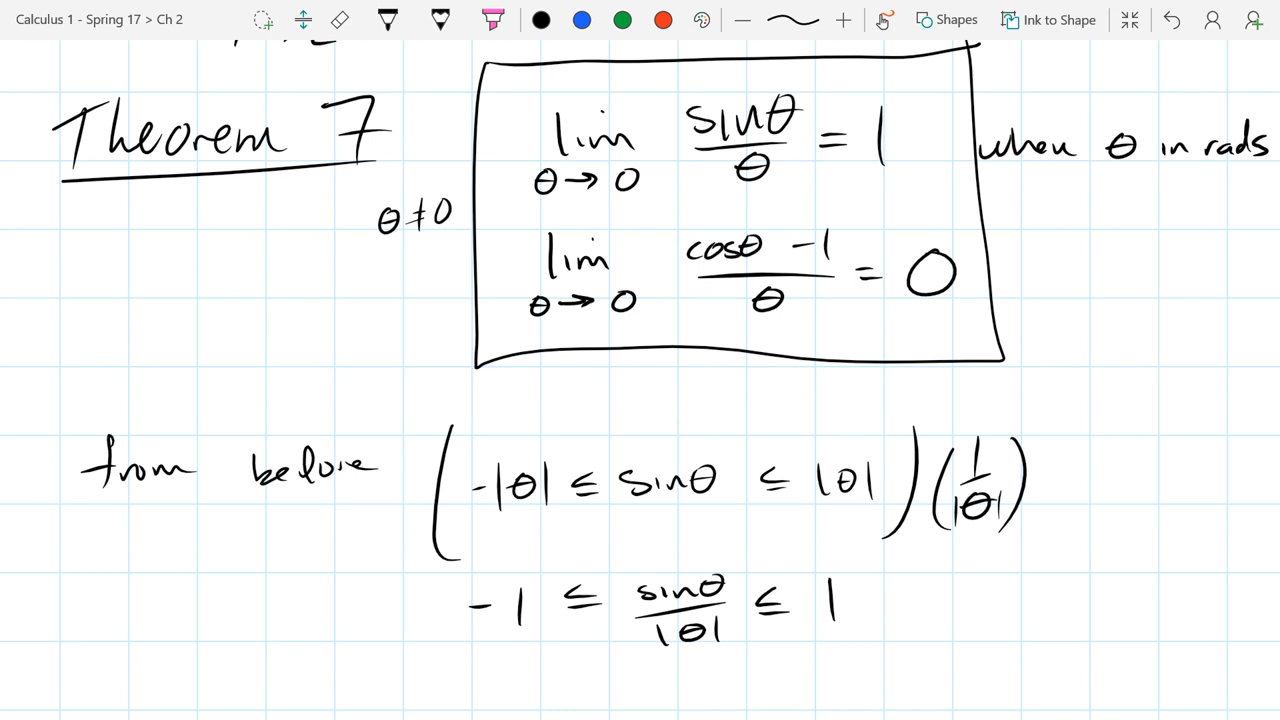 Calculus 1 - Spring 17 > Ch 2
Shapes
Ink to Shape
Theorem 7
lim θ→0 sinθ/θ = 1 when θ in rads
θ≠0
lim θ→0 cosθ -1/θ = 0
from before (-|θ| ≤ sinθ ≤ |θ|)(1/|θ|)
-1 ≤ sinθ/|θ| ≤ 1